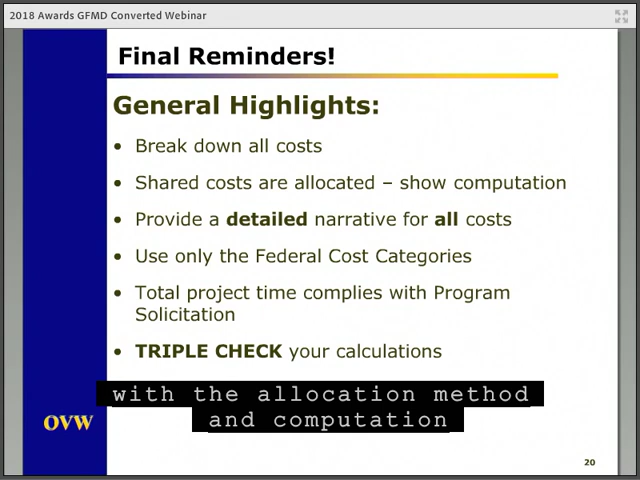 2018 Awards GFMD Converted Webinar
Final Reminders!
General Highlights:
• Break down all costs
• Shared costs are allocated – show computation
• Provide a detailed narrative for all costs
• Use only the Federal Cost Categories
• Total project time complies with Program
Solicitation
• TRIPLE CHECK your calculations
with the allocation method
and computation
OVW
20